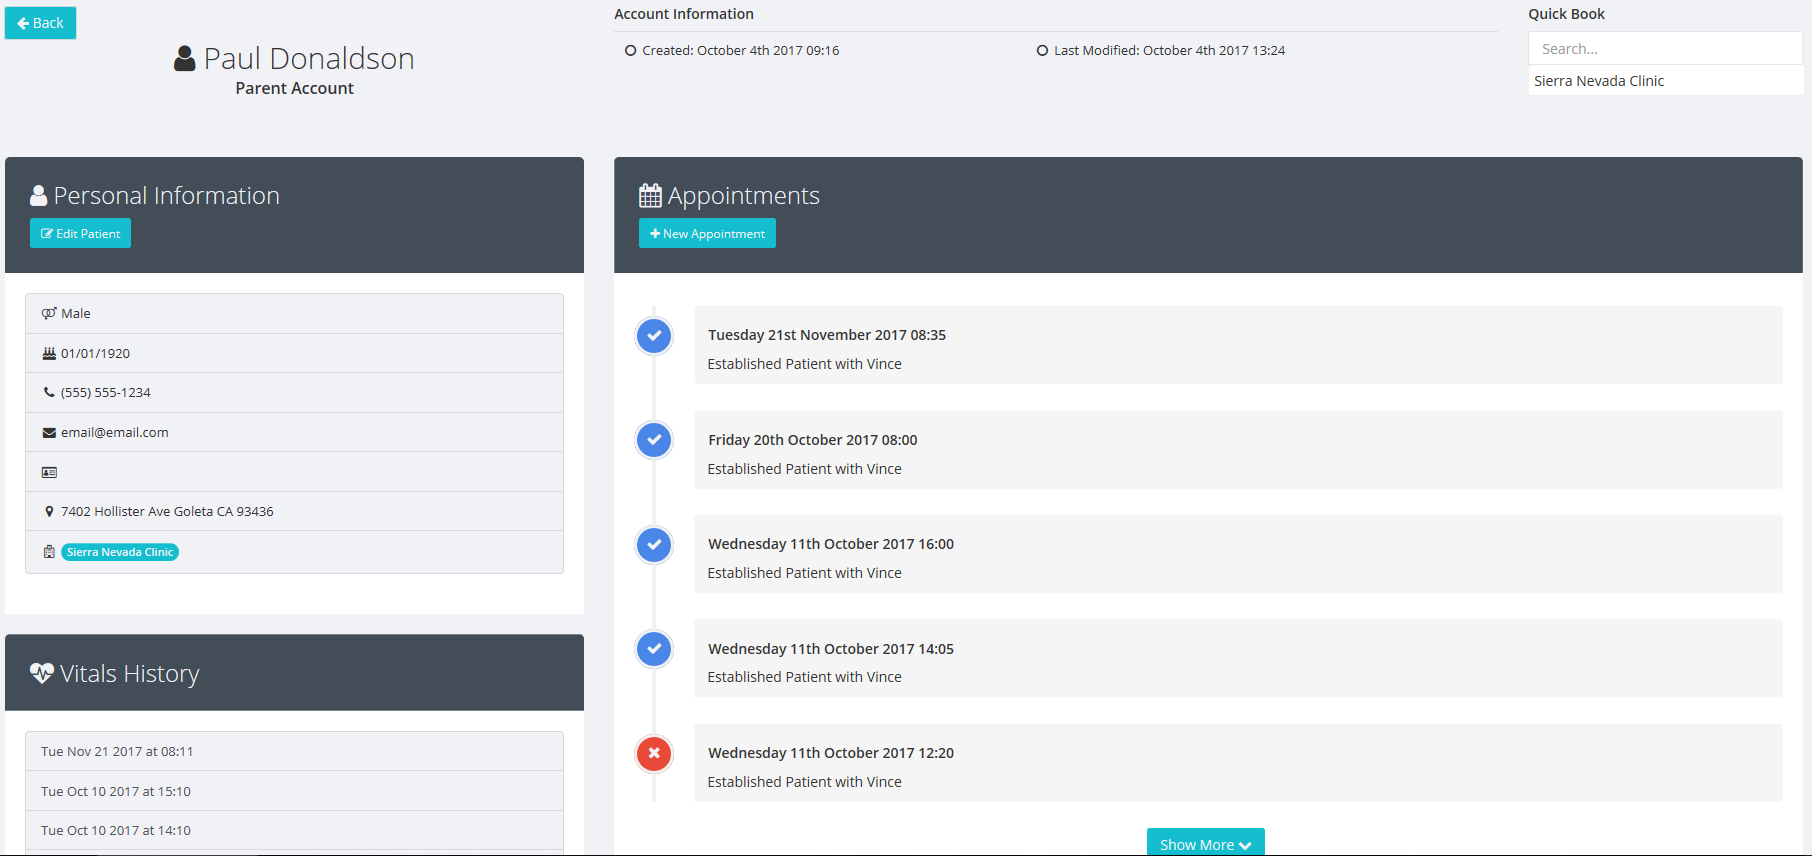 Back
Paul Donaldson
Parent Account
Account Information
Created: October 4th 2017 09:16
Last Modified: October 4th 2017 13:24
Quick Book
Search...
Sierra Nevada Clinic
Personal Information
Edit Patient
Male
01/01/1920
(555) 555-1234
email@email.com
7402 Hollister Ave Goleta CA 93436
Sierra Nevada Clinic
Vitals History
Tue Nov 21 2017 at 08:11
Tue Oct 10 2017 at 15:10
Tue Oct 10 2017 at 14:10
Appointments
New Appointment
Tuesday 21st November 2017 08:35
Established Patient with Vince
Friday 20th October 2017 08:00
Established Patient with Vince
Wednesday 11th October 2017 16:00
Established Patient with Vince
Wednesday 11th October 2017 14:05
Established Patient with Vince
Wednesday 11th October 2017 12:20
Established Patient with Vince
Show More